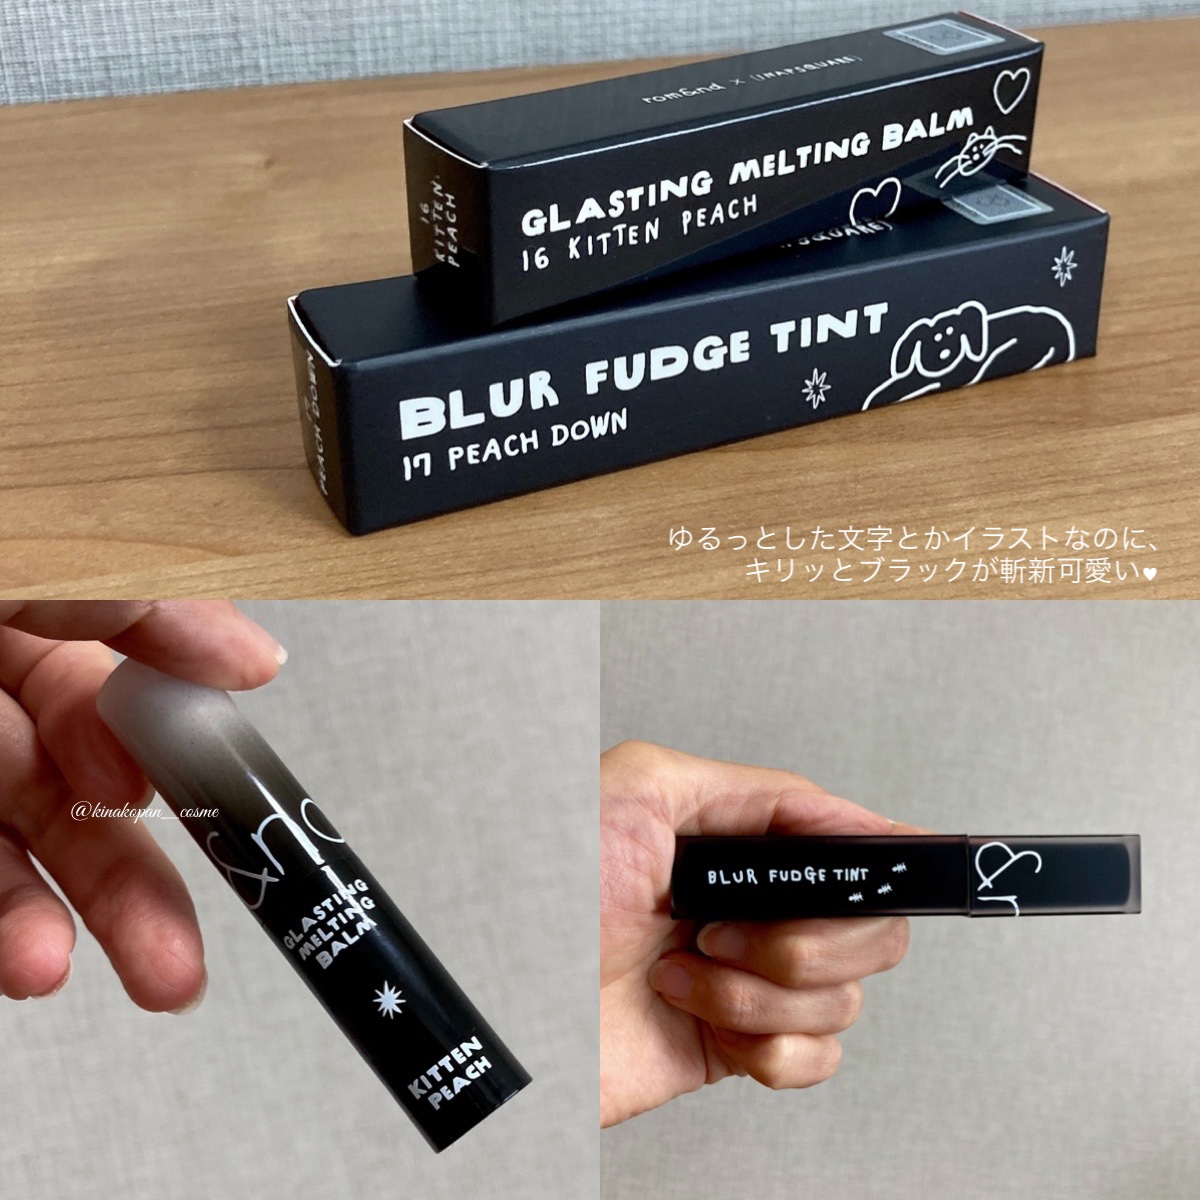 rom&nd × (SNAPSQUARE)
GLASTING MELTING BALM
16 KITTEN PEACH
16
KITTEN
PEACH
SQUARE)
BLUR FUDGE TINT
17 PEACH DOWN
PEACH DOWN
ゆるっとした文字とかイラストなのに、
キリッとブラックが斬新可愛い♥
@kinakopan__cosme
&n
GLASTING
MELTING
BALM
KITTEN
PEACH
BLUR FUDGE TINT
&r